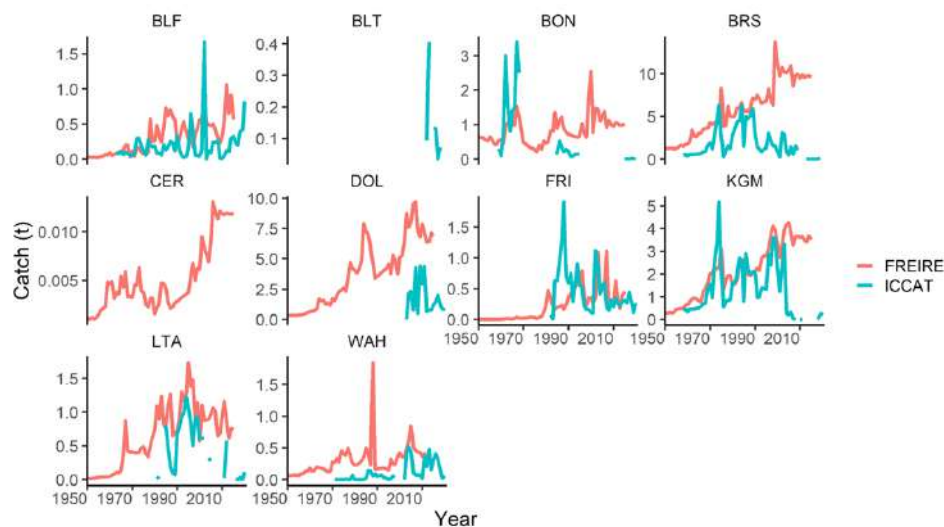 BLF BLT BON BRS
1.5 0.4 4 10
1.0 0.3 3
0.5 0.2 2 5
0.0 0.1 1 0
0
CER DOL FRI KGM
0.010 10.0 1.5 5
0.005 7.5 1.0 4
5.0 0.5 3
2.5 0.0 2
0.0 1
0
1950 1970 1990 2010 1950 1970 1990 2010
LTA WAH
1.5 1.5
1.0 1.0
0.5 0.5
0.0 0.0
1950 1970 1990 2010 1950 1970 1990 2010
Catch (t)
Year
FREIRE
ICCAT